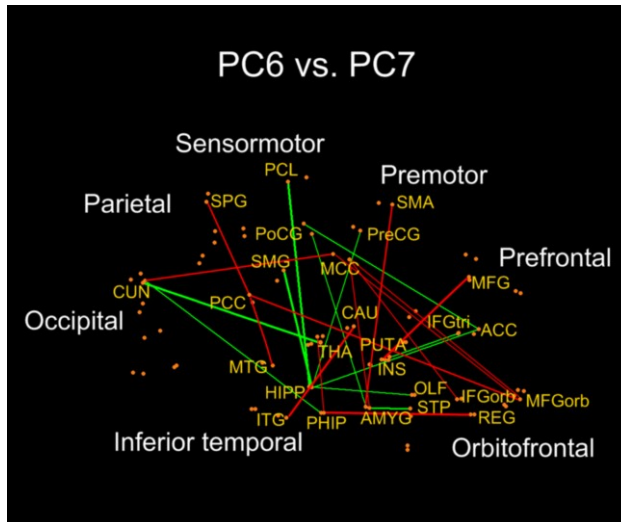 PC6 vs. PC7
Sensormotor
PCL
Premotor
Parietal
SPG
SMA
PoCG
PreCG
SMG
MCC
Prefrontal
CUN
PCC
MFG
Occipital
CAU
IFGtri
ACC
THA
PUTA
MTG
INS
HIPP
OLF
IFGorb
MFGorb
ITG
PHIP
AMYG
STP
REG
Inferior temporal
Orbitofrontal